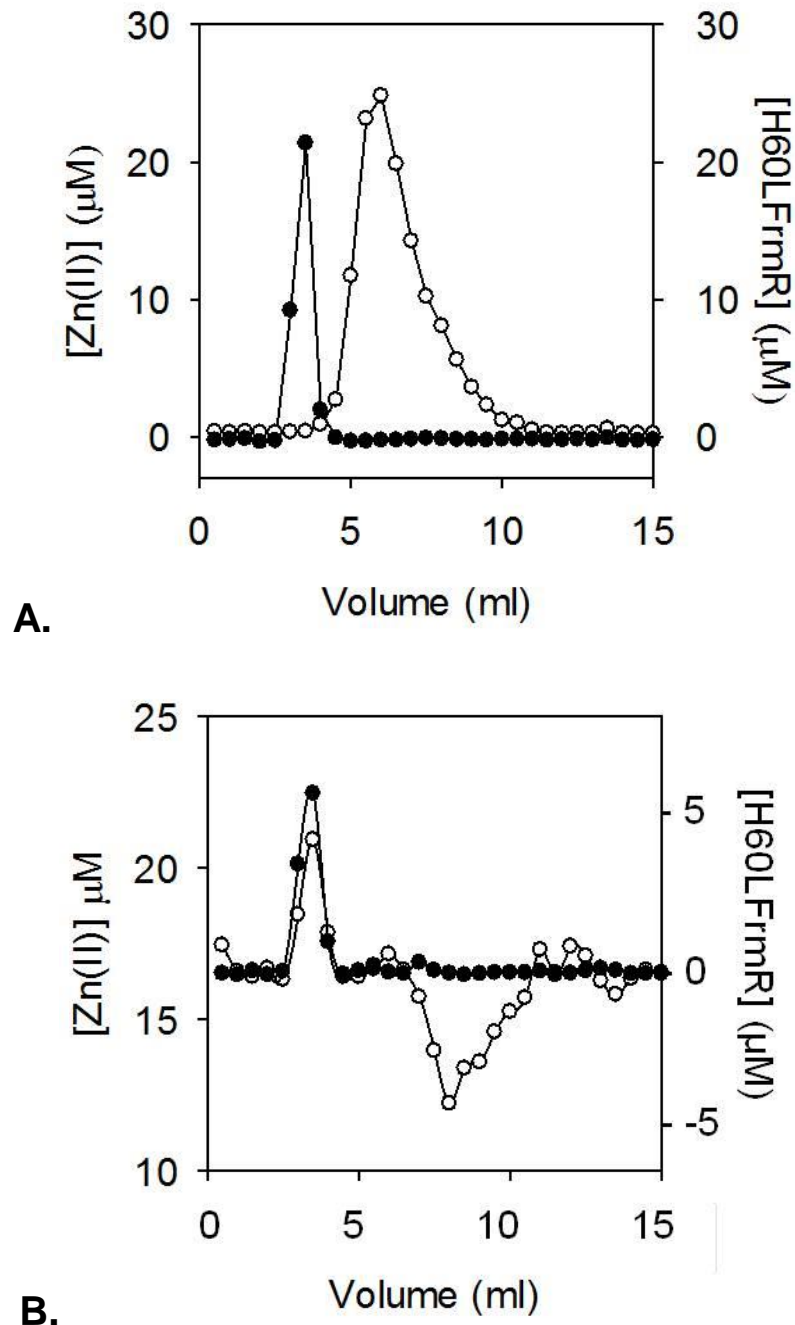 30 30
20 20
10 10
0 0
[Zn(II)] (μM)
[H60LFrmR] (μM)
0 5 10 15
Volume (ml)
A.
25
20
15
10
5
0
-5
[Zn(II)] μM
[H60LFrmR] (μM)
0 5 10 15
Volume (ml)
B.